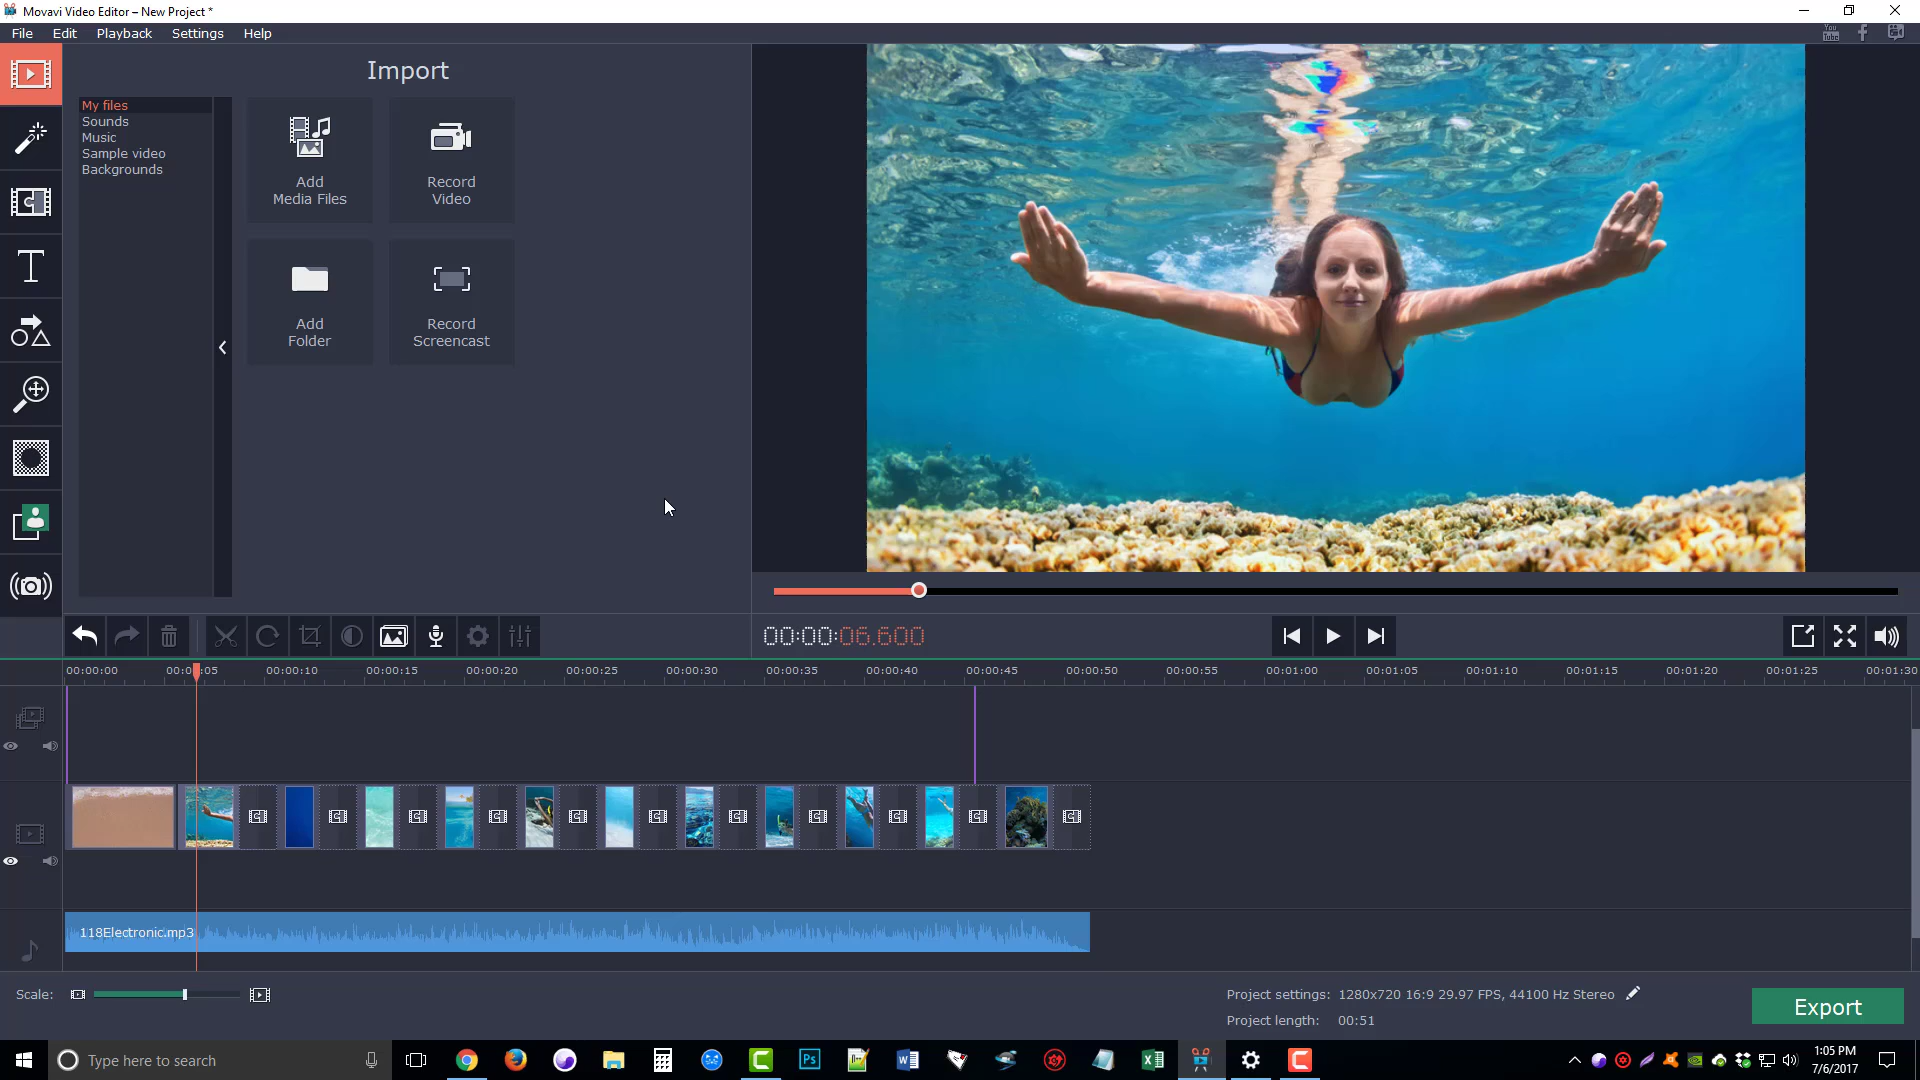 Movavi Video Editor – New Project *
File Edit Playback Settings Help
Import
My files
Sounds
Music
Sample video
Backgrounds
Add
Media Files
Record
Video
Add
Folder
Record
Screencast
00:00:06.600
00:00:00 00:00:05 00:00:10 00:00:15 00:00:20 00:00:25 00:00:30 00:00:35 00:00:40 00:00:45 00:00:50 00:00:55 00:01:00 00:01:05 00:01:10 00:01:15 00:01:20 00:01:25 00:01:30
118Electronic.mp3
Scale:
Project settings: 1280x720 16:9 29.97 FPS, 44100 Hz Stereo
Project length: 00:51
Export
Type here to search
1:05 PM
7/6/2017